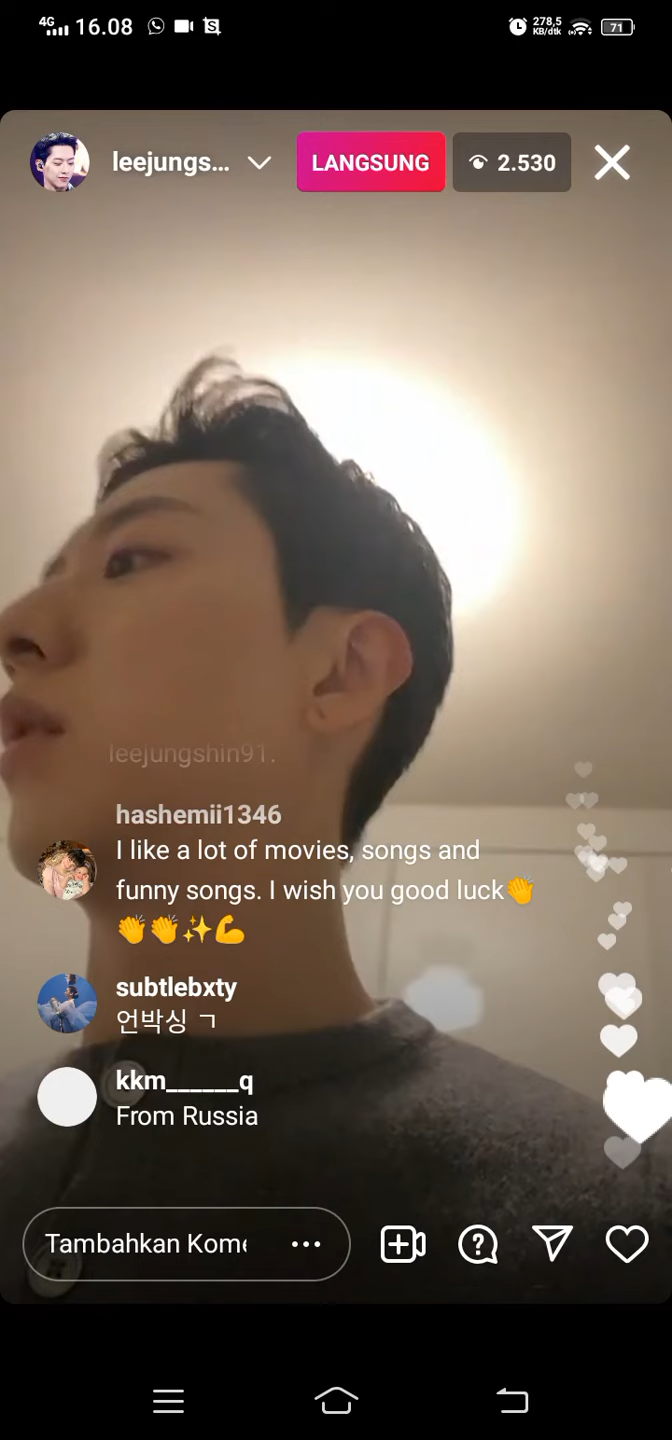 4G 16.08 278,5 KB/dtk 71
leejungs... LANGSUNG 2.530
leejungshin91.
hashemii1346
I like a lot of movies, songs and
funny songs. I wish you good luck👏
👏👏✨💪
subtlebxty
언박싱 ㄱ
kkm______q
From Russia
Tambahkan Kome